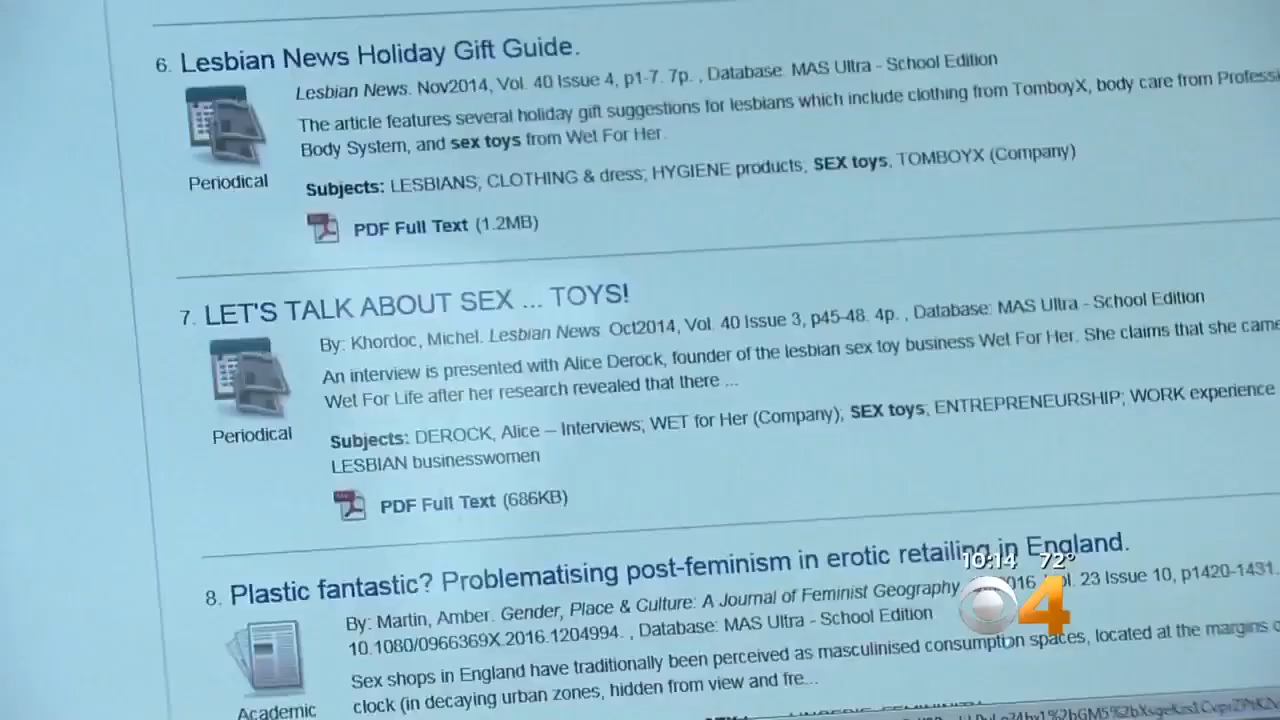 6. Lesbian News Holiday Gift Guide.
Lesbian News. Nov2014, Vol. 40 Issue 4, p1-7. 7p. , Database: MAS Ultra - School Edition
The article features several holiday gift suggestions for lesbians which include clothing from TomboyX, body care from
Body System, and sex toys from Wet For Her.
Periodical
Subjects: LESBIANS; CLOTHING & dress; HYGIENE products; SEX toys; TOMBOYX (Company)
PDF Full Text (1.2MB)
7. LET'S TALK ABOUT SEX ... TOYS!
By: Khordoc, Michel. Lesbian News. Oct2014, Vol. 40 Issue 3, p45-48. 4p. , Database: MAS Ultra - School Edition
An interview is presented with Alice Derock, founder of the lesbian sex toy business Wet For Her. She claims that she came
Wet For Life after her research revealed that there ...
Periodical
Subjects: DEROCK, Alice -- Interviews; WET for Her (Company); SEX toys; ENTREPRENEURSHIP; WORK experience
LESBIAN businesswomen
PDF Full Text (686KB)
8. Plastic fantastic? Problematising post-feminism in erotic retailing in England.
By: Martin, Amber. Gender, Place & Culture: A Journal of Feminist Geography 23 Issue 10, p1420-1431.
10.1080/0966369X.2016.1204994. , Database: MAS Ultra - School Edition
Sex shops in England have traditionally been perceived as masculinised consumption spaces, located at the margins
clock (in decaying urban zones, hidden from view and fre...
Academic
10:14 72°
4